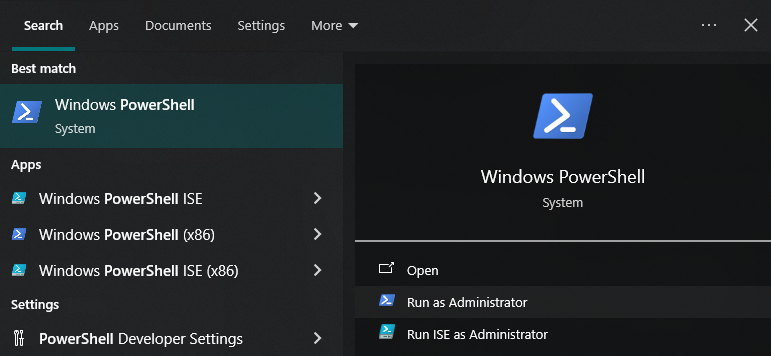 Search Apps Documents Settings More
Best match
Windows PowerShell
System
Apps
Windows PowerShell ISE
Windows PowerShell (x86)
Windows PowerShell ISE (x86)
Settings
PowerShell Developer Settings
Windows PowerShell
System
Open
Run as Administrator
Run ISE as Administrator